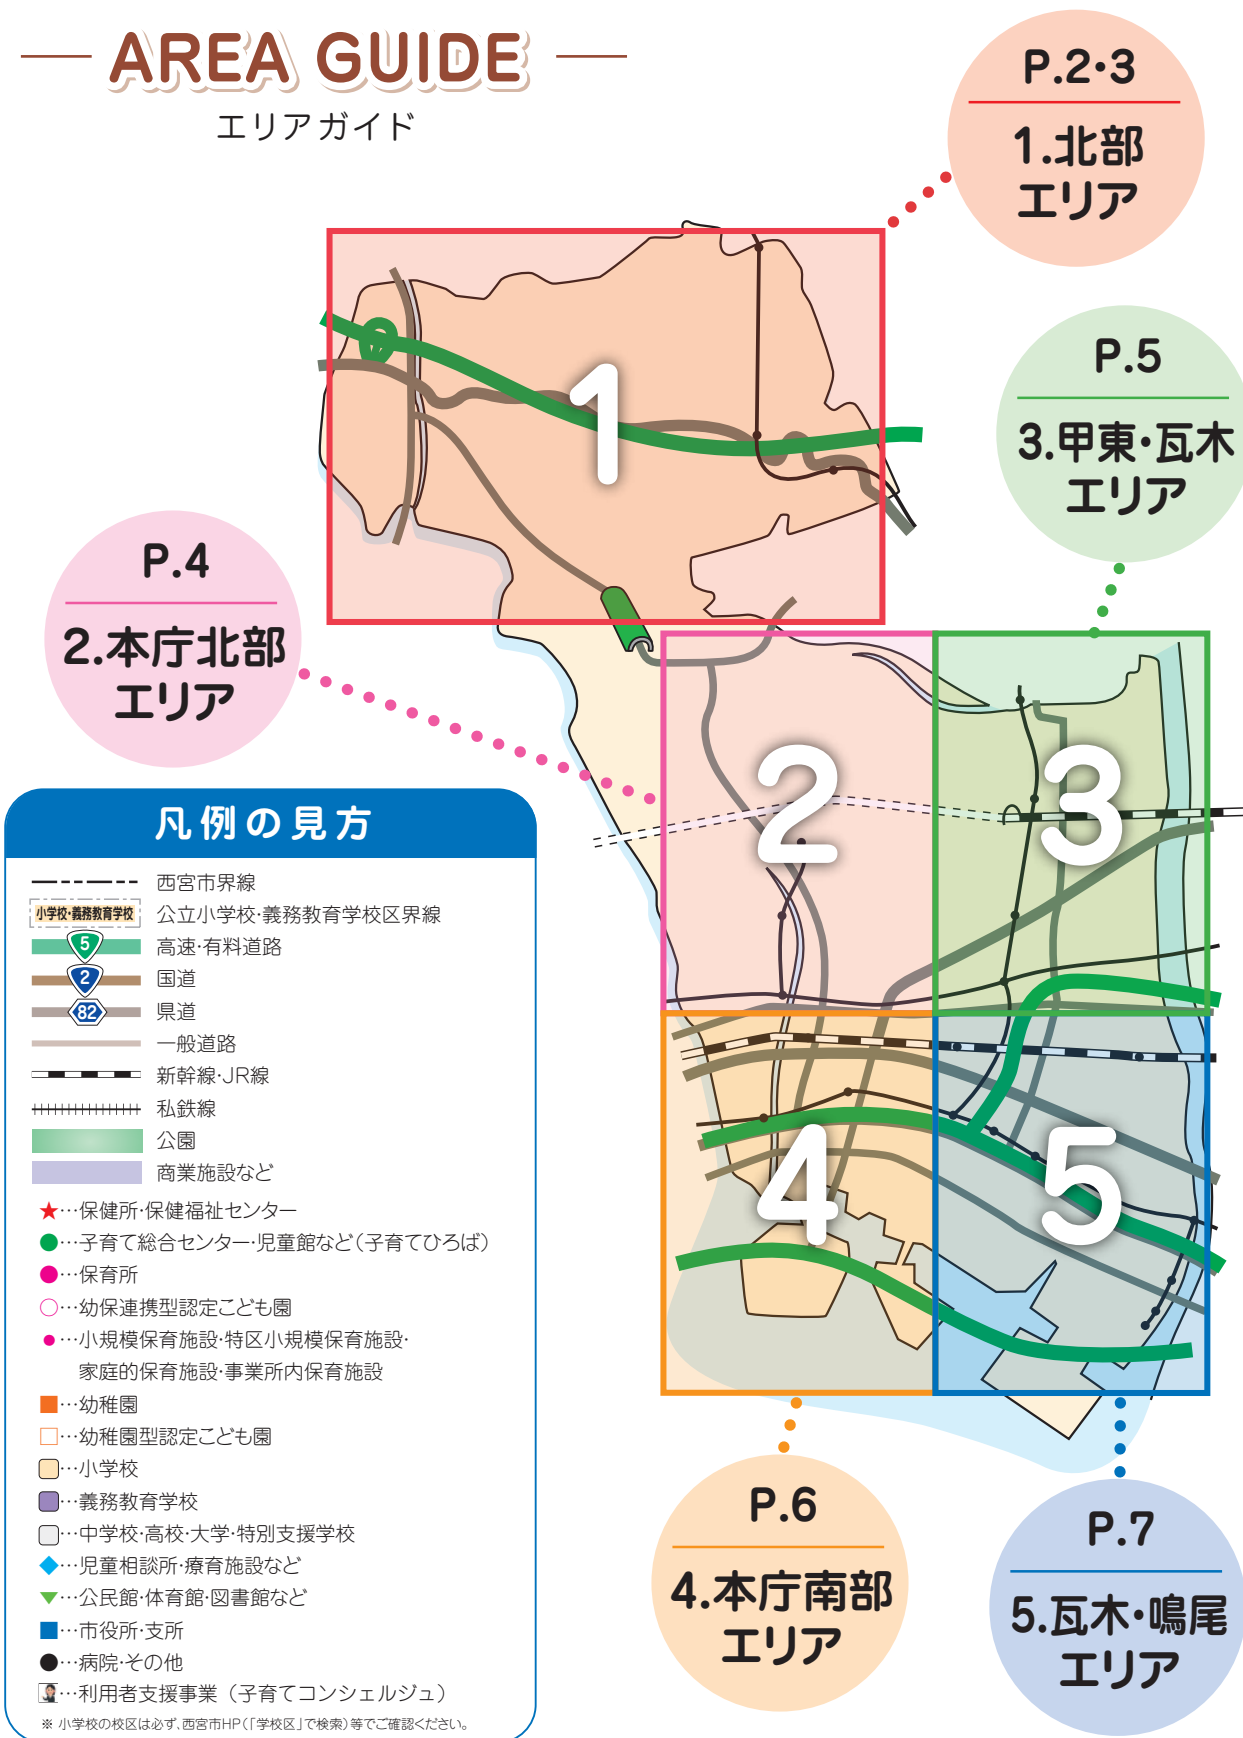 AREA GUIDE
エリアガイド
P.2・3
1.北部
エリア
P.5
3.甲東・瓦木
エリア
P.4
2.本庁北部
エリア
1
2
3
4
5
凡例の見方
西宮市界線
小学校・義務教育学校 公立小学校・義務教育学校区界線
5 高速・有料道路
2 国道
82 県道
一般道路
新幹線・JR線
私鉄線
公園
商業施設など
★…保健所・保健福祉センター
●…子育て総合センター・児童館など(子育てひろば)
●…保育所
○…幼保連携型認定こども園
●…小規模保育施設・特区小規模保育施設・
家庭的保育施設・事業所内保育施設
■…幼稚園
□…幼稚園型認定こども園
…小学校
…義務教育学校
…中学校・高校・大学・特別支援学校
◆…児童相談所・療育施設など
▼…公民館・体育館・図書館など
■…市役所・支所
●…病院・その他
…利用者支援事業(子育てコンシェルジュ)
※ 小学校の校区は必ず、西宮市HP(「学校区」で検索)等でご確認ください。
P.6
4.本庁南部
エリア
P.7
5.瓦木・鳴尾
エリア